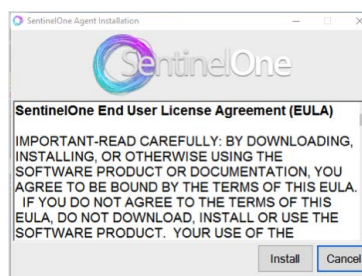 SentinelOne Agent Installation
SentinelOne
SentinelOne End User License Agreement (EULA)
IMPORTANT-READ CAREFULLY: BY DOWNLOADING,
INSTALLING, OR OTHERWISE USING THE
SOFTWARE PRODUCT OR DOCUMENTATION, YOU
AGREE TO BE BOUND BY THE TERMS OF THIS EULA.
IF YOU DO NOT AGREE TO THE TERMS OF THIS
EULA, DO NOT DOWNLOAD, INSTALL OR USE THE
SOFTWARE PRODUCT. YOUR USE OF THE
Install Cancel